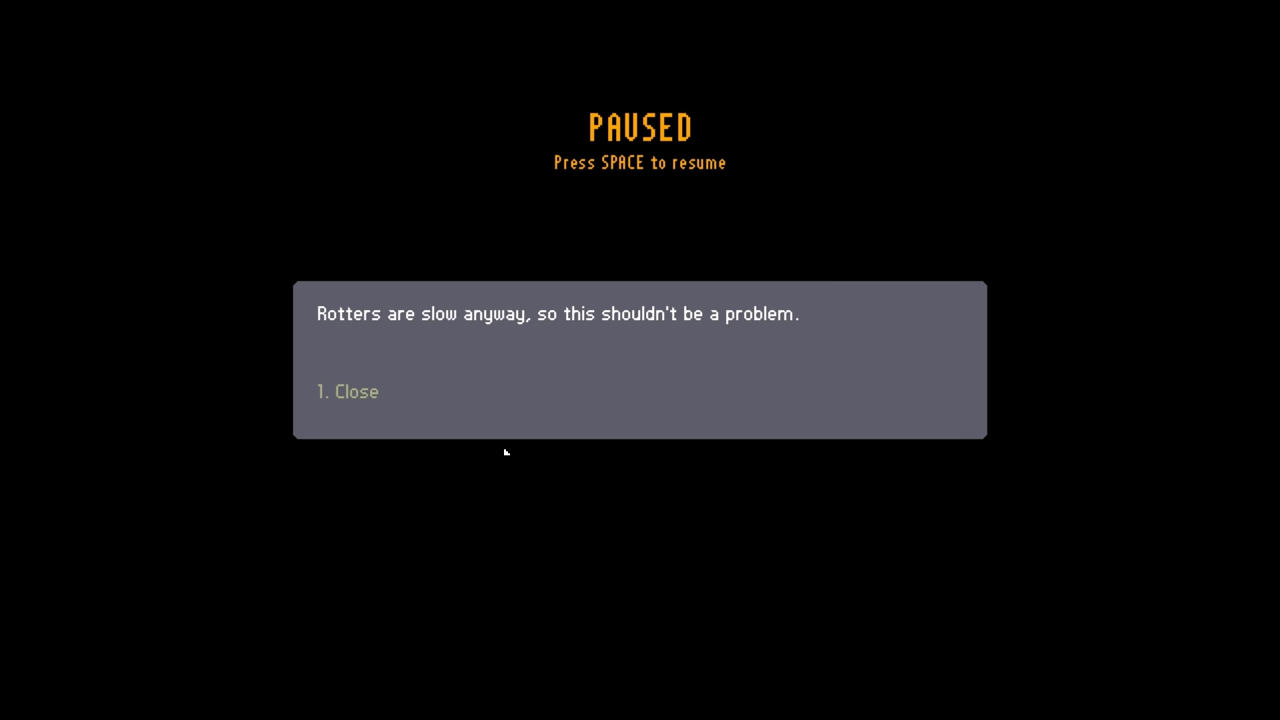 PAUSED
Press SPACE to resume
Rotters are slow anyway, so this shouldn't be a problem.
1. Close